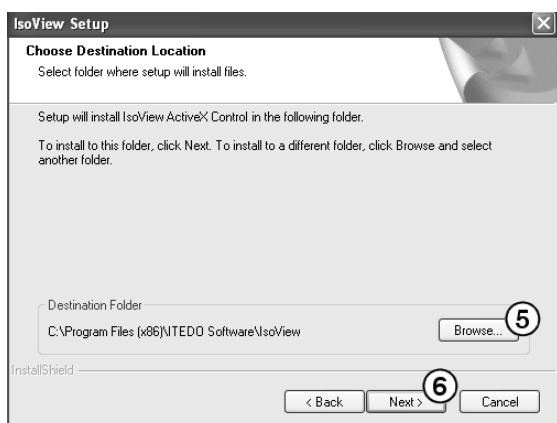 IsoView Setup
Choose Destination Location
Select folder where setup will install files.
Setup will install IsoView ActiveX Control in the following folder.
To install to this folder, click Next. To install to a different folder, click Browse and select
another folder.
Destination Folder
C:\Program Files (x86)\ITEDO Software\IsoView
Browse...
5
InstallShield
6
< Back
Next >
Cancel